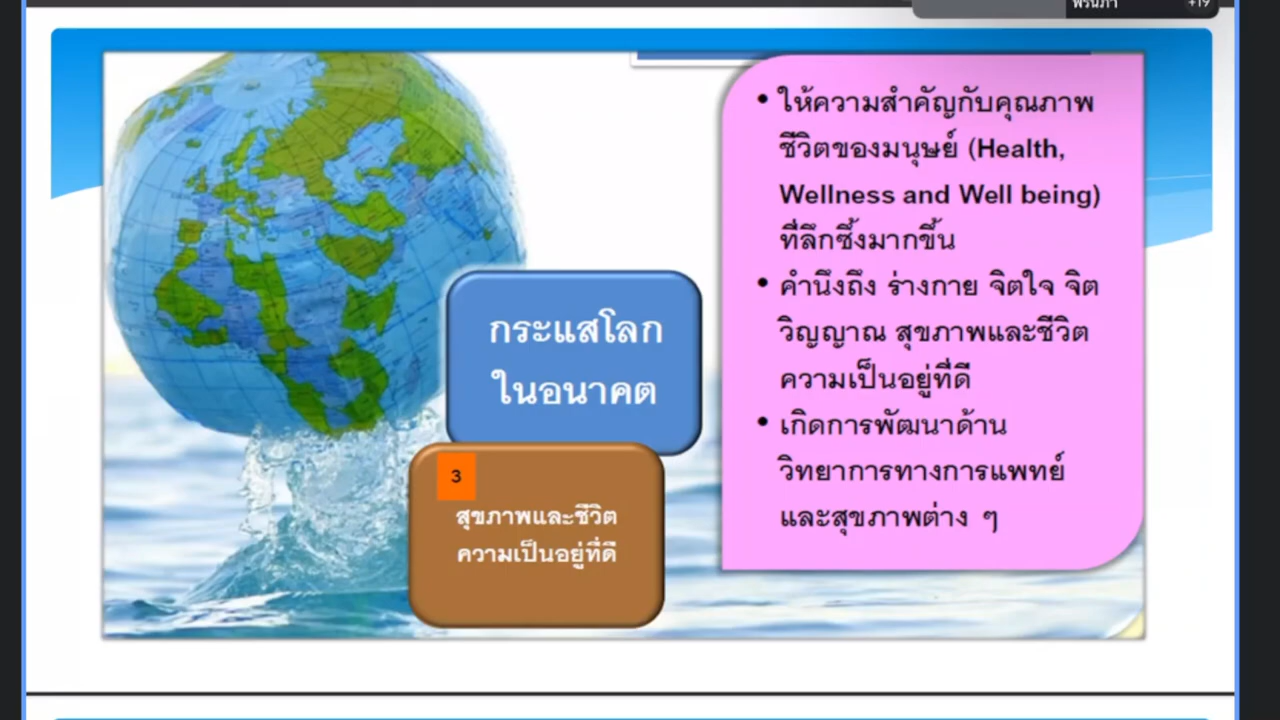 พรนภา
+19
ให้ความสำคัญกับคุณภาพ
ชีวิตของมนุษย์ (Health,
Wellness and Well being)
ที่ลึกซึ้งมากขึ้น
คำนึงถึง ร่างกาย จิตใจ จิต
วิญญาณ สุขภาพและชีวิต
ความเป็นอยู่ที่ดี
เกิดการพัฒนาด้าน
วิทยาการทางการแพทย์
และสุขภาพต่าง ๆ
กระแสโลก
ในอนาคต
3
สุขภาพและชีวิต
ความเป็นอยู่ที่ดี